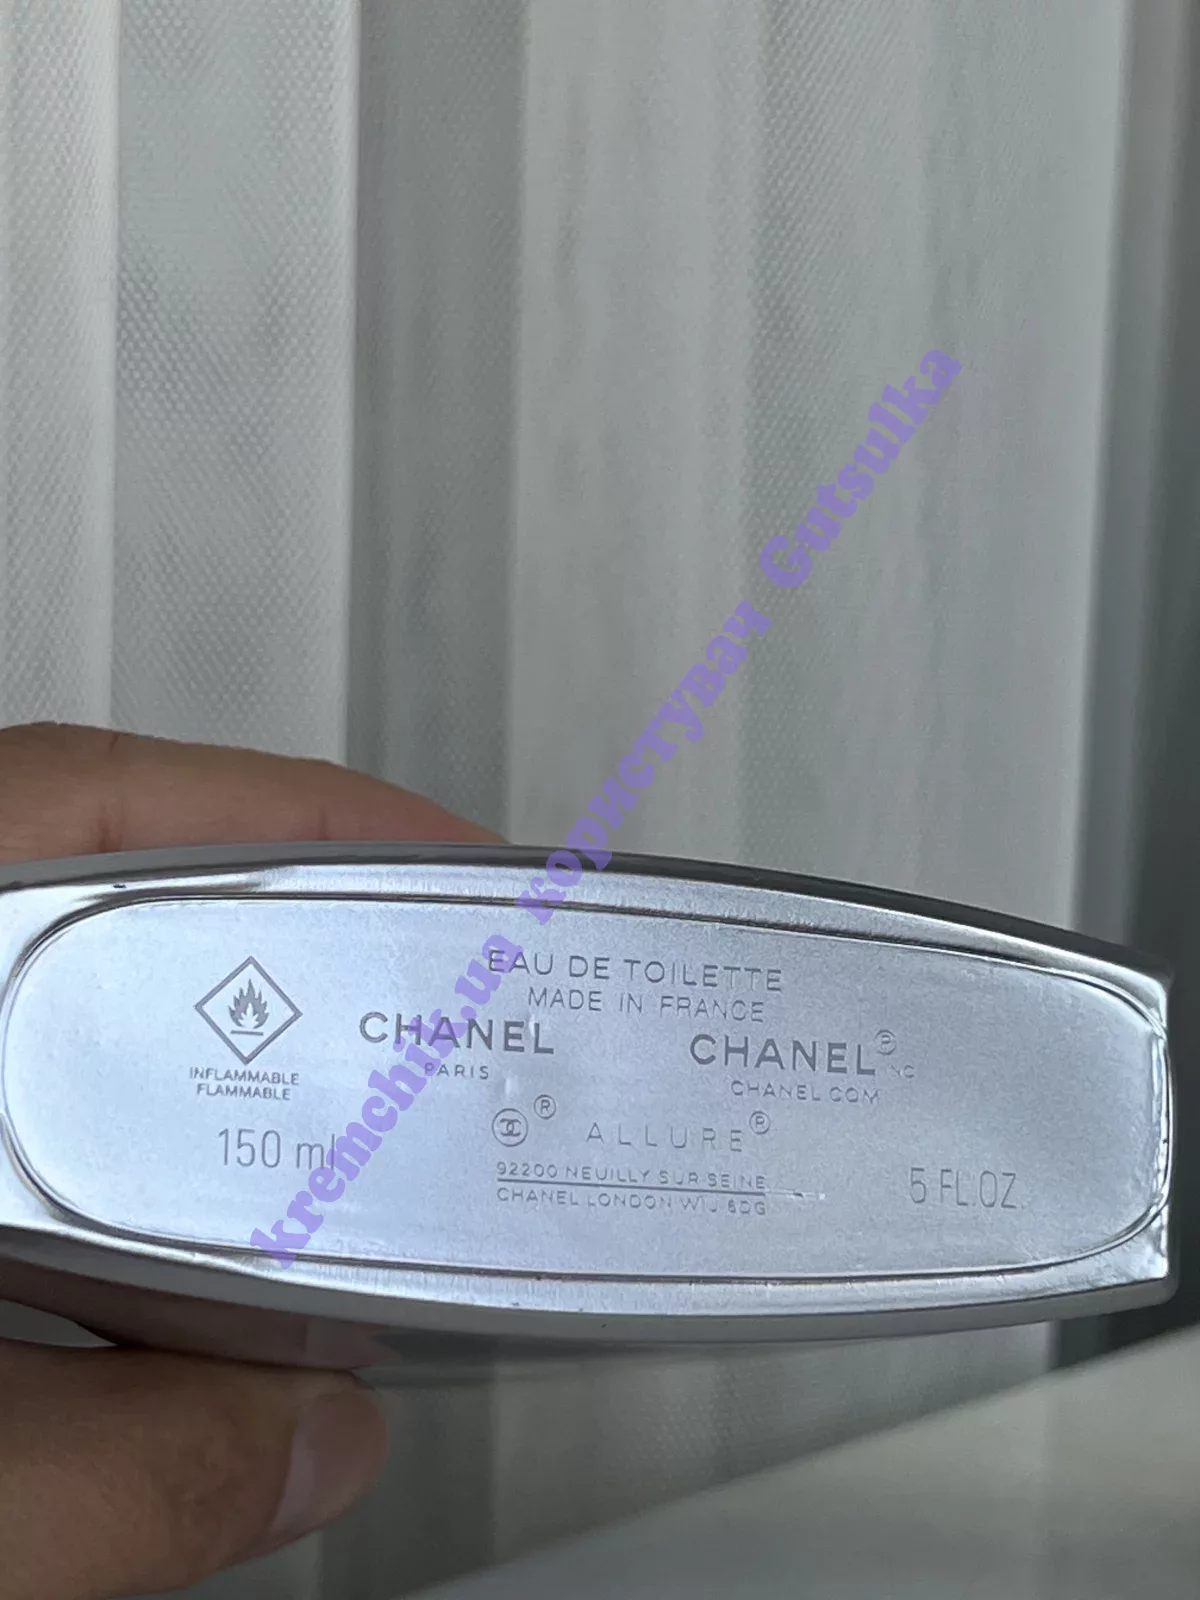 EAU DE TOILETTE
MADE IN FRANCE
CHANEL
PARIS
CHANEL® INC
CHANEL.COM
INFLAMMABLE
FLAMMABLE
® ALLURE®
150 ml
92200 NEUILLY SUR SEINE
CHANEL LONDON W1J 6DG
5 FL.OZ.
kremchik.ua користувач Gutsulka